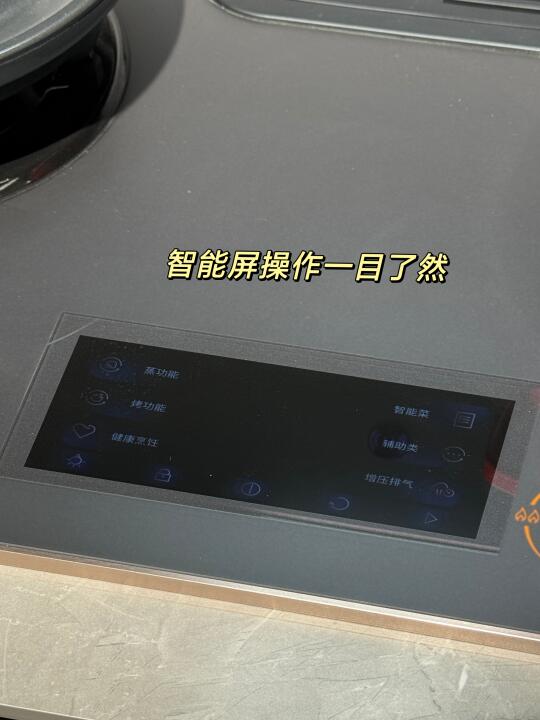 智能屏操作一目了然
蒸功能
烤功能
健康烹饪
智能菜
辅助类
增压排气